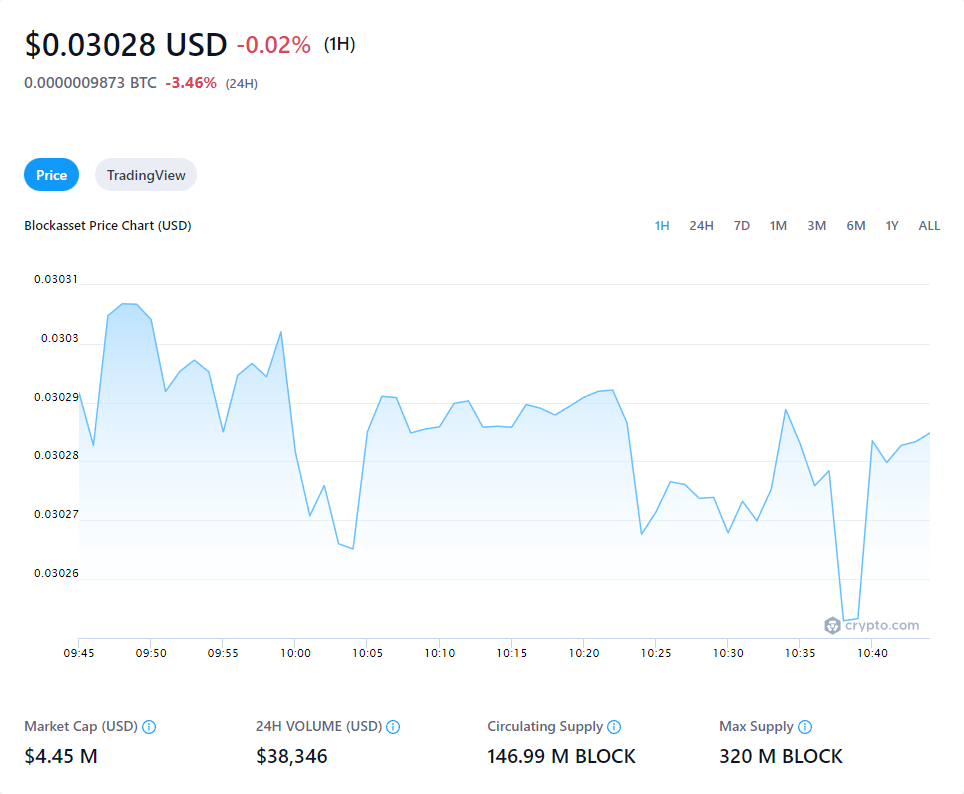 $0.03028 USD -0.02% (1H)
0.0000009873 BTC -3.46% (24H)
Price TradingView
Blockasset Price Chart (USD) 1H 24H 7D 1M 3M 6M 1Y ALL
0.03031
0.0303
0.03029
0.03028
0.03027
0.03026
crypto.com
09:45 09:50 09:55 10:00 10:05 10:10 10:15 10:20 10:25 10:30 10:35 10:40
Market Cap (USD) 24H VOLUME (USD) Circulating Supply Max Supply
$4.45 M $38,346 146.99 M BLOCK 320 M BLOCK